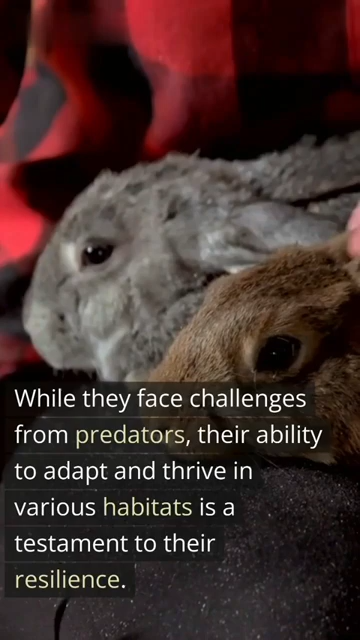 While they face challenges
from predators, their ability
to adapt and thrive in
various habitats is a
testament to their
resilience.